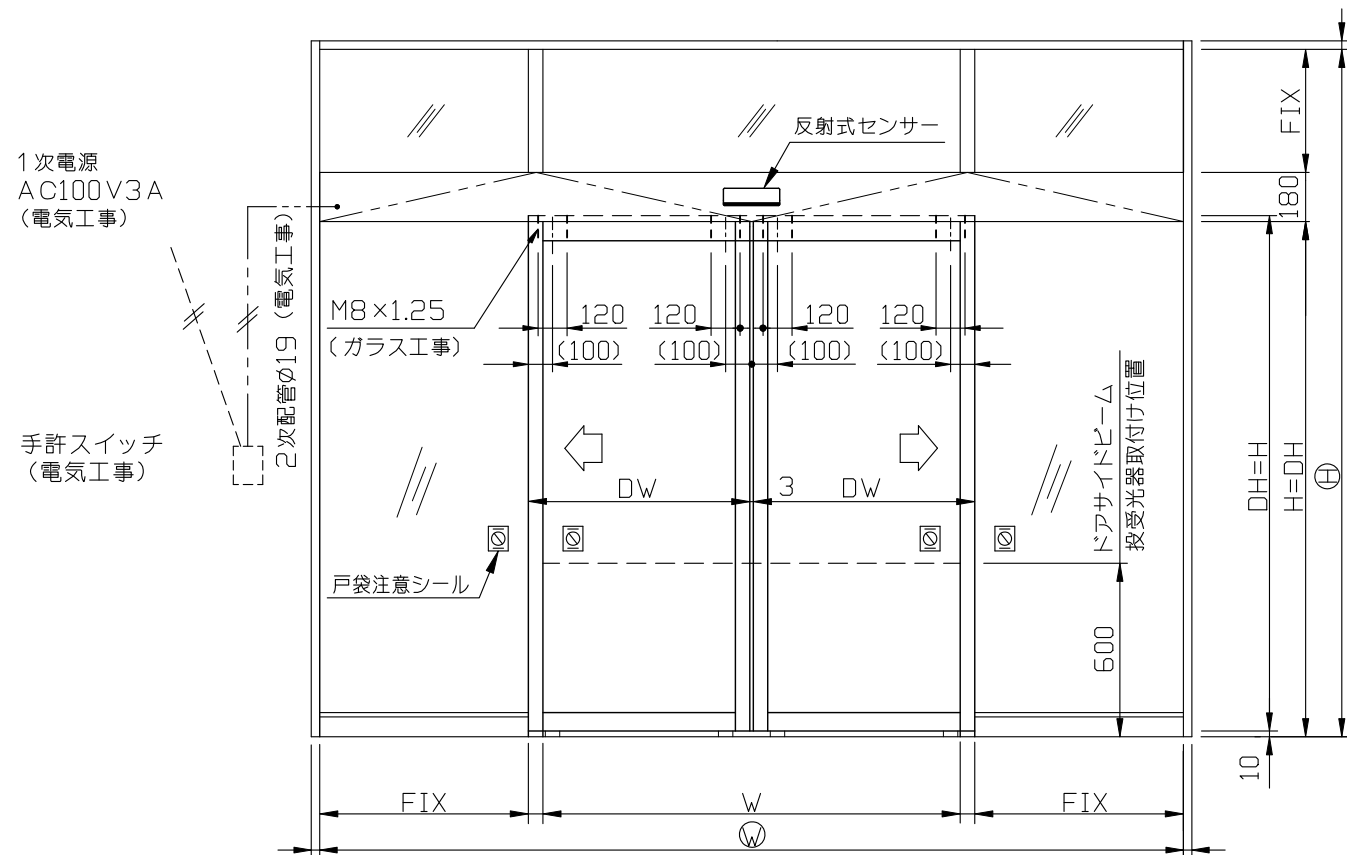 反射式センサー
FIX
1次電源
AC100V3A
(電気工事)
180
2次配管Ø19 (電気工事)
M8×1.25
(ガラス工事)
120
120
120
120
(100)
(100)
(100)
(100)
手許スイッチ
(電気工事)
ドアサイドビーム
投受光器取付け位置
DH=H
H=DH
H
DW
3
DW
戸袋注意シール
600
10
FIX
W
FIX
W